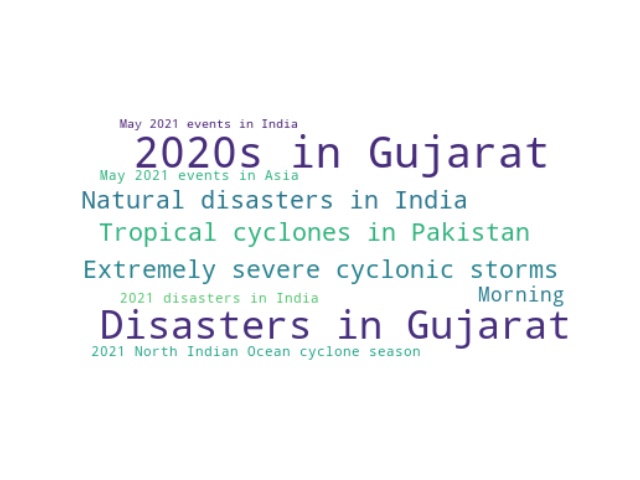 May 2021 events in India
2020s in Gujarat
May 2021 events in Asia
Natural disasters in India
Tropical cyclones in Pakistan
Extremely severe cyclonic storms
Morning
2021 disasters in India
Disasters in Gujarat
2021 North Indian Ocean cyclone season